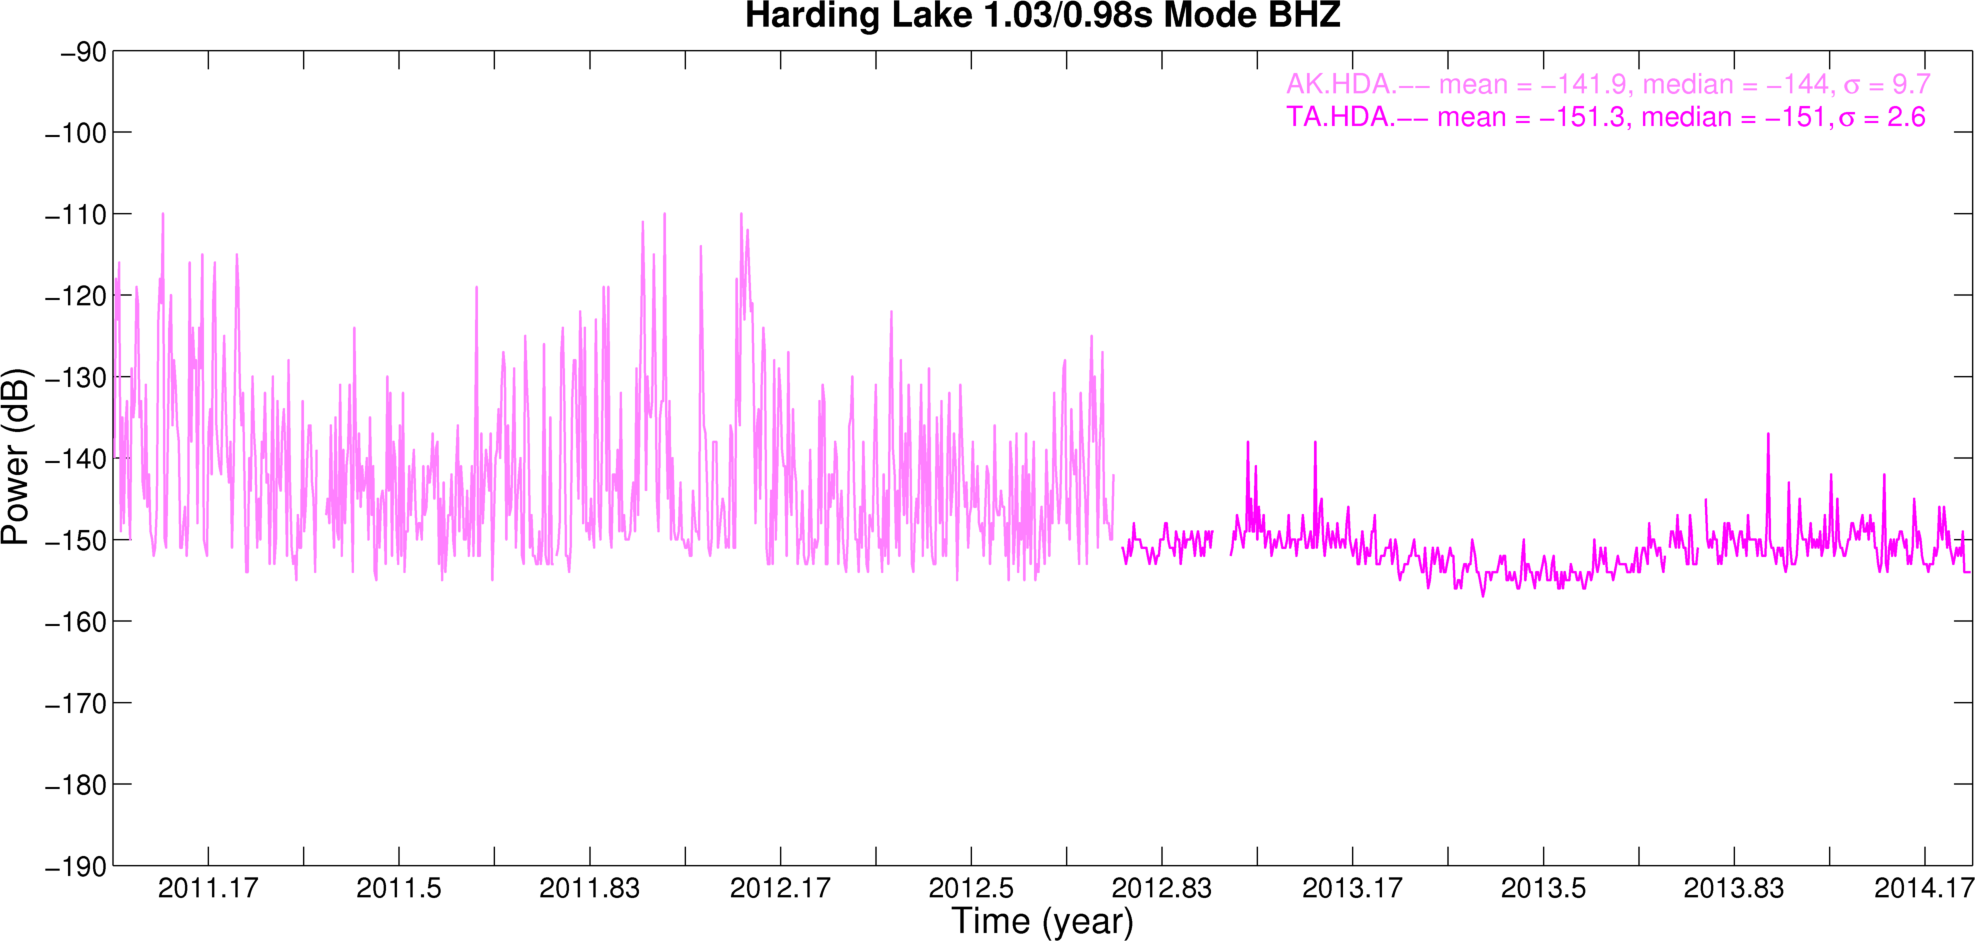 Harding Lake 1.03/0.98s Mode BHZ
AK.HDA.−− mean = −141.9, median = −144, σ = 9.7
TA.HDA.−− mean = −151.3, median = −151, σ = 2.6
Power (dB)
−90
−100
−110
−120
−130
−140
−150
−160
−170
−180
−190
2011.17 2011.5 2011.83 2012.17 2012.5 2012.83 2013.17 2013.5 2013.83 2014.17
Time (year)